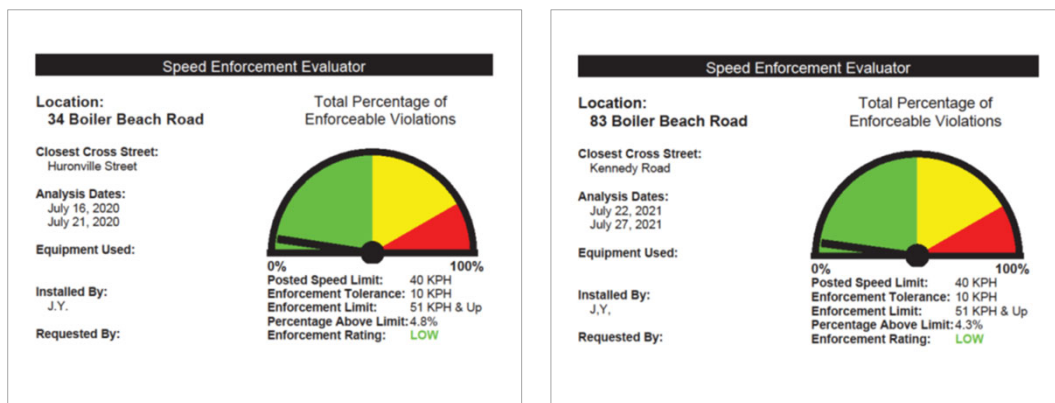 Speed Enforcement Evaluator
Location:
34 Boiler Beach Road
Closest Cross Street:
Huronville Street
Analysis Dates:
July 16, 2020
July 21, 2020
Equipment Used:
Installed By:
J.Y.
Requested By:
Total Percentage of
Enforceable Violations
0% 100%
Posted Speed Limit: 40 KPH
Enforcement Tolerance: 10 KPH
Enforcement Limit: 51 KPH & Up
Percentage Above Limit: 4.8%
Enforcement Rating: LOW
Speed Enforcement Evaluator
Location:
83 Boiler Beach Road
Closest Cross Street:
Kennedy Road
Analysis Dates:
July 22, 2021
July 27, 2021
Equipment Used:
Installed By:
J,Y,
Requested By:
Total Percentage of
Enforceable Violations
0% 100%
Posted Speed Limit: 40 KPH
Enforcement Tolerance: 10 KPH
Enforcement Limit: 51 KPH & Up
Percentage Above Limit: 4.3%
Enforcement Rating: LOW